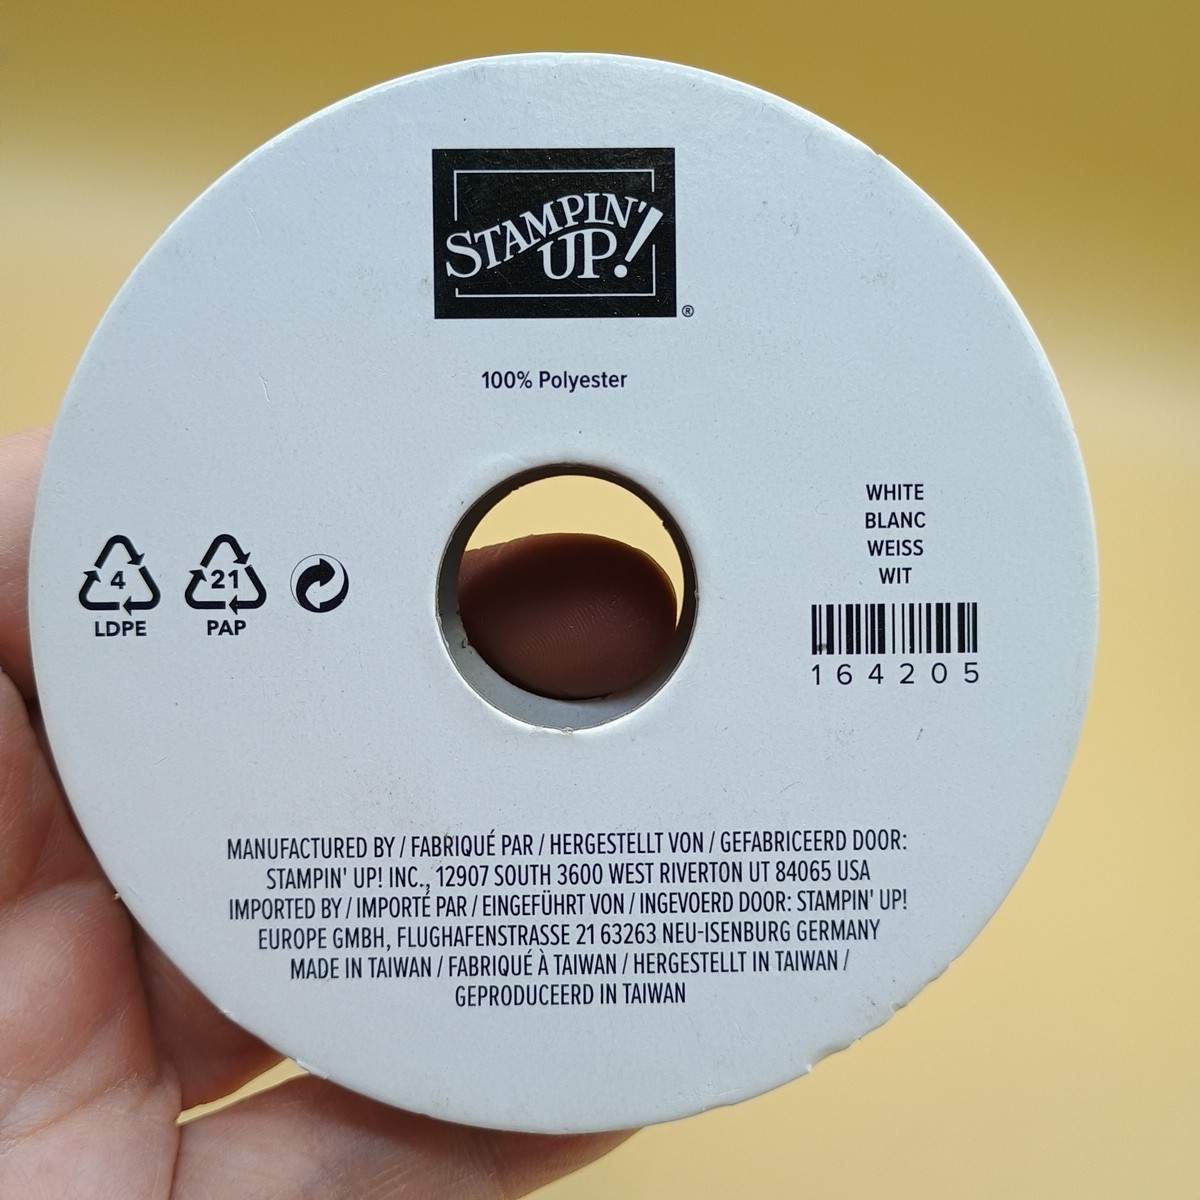 STAMPIN' UP!
®
100% Polyester
WHITE
BLANC
WEISS
WIT
4
LDPE
21
PAP
164205
MANUFACTURED BY / FABRIQUÉ PAR / HERGESTELLT VON / GEFABRICEERD DOOR:
STAMPIN' UP! INC., 12907 SOUTH 3600 WEST RIVERTON UT 84065 USA
IMPORTED BY / IMPORTÉ PAR / EINGEFÜHRT VON / INGEVOERD DOOR: STAMPIN' UP!
EUROPE GMBH, FLUGHAFENSTRASSE 21 63263 NEU-ISENBURG GERMANY
MADE IN TAIWAN / FABRIQUÉ À TAIWAN / HERGESTELLT IN TAIWAN /
GEPRODUCEERD IN TAIWAN